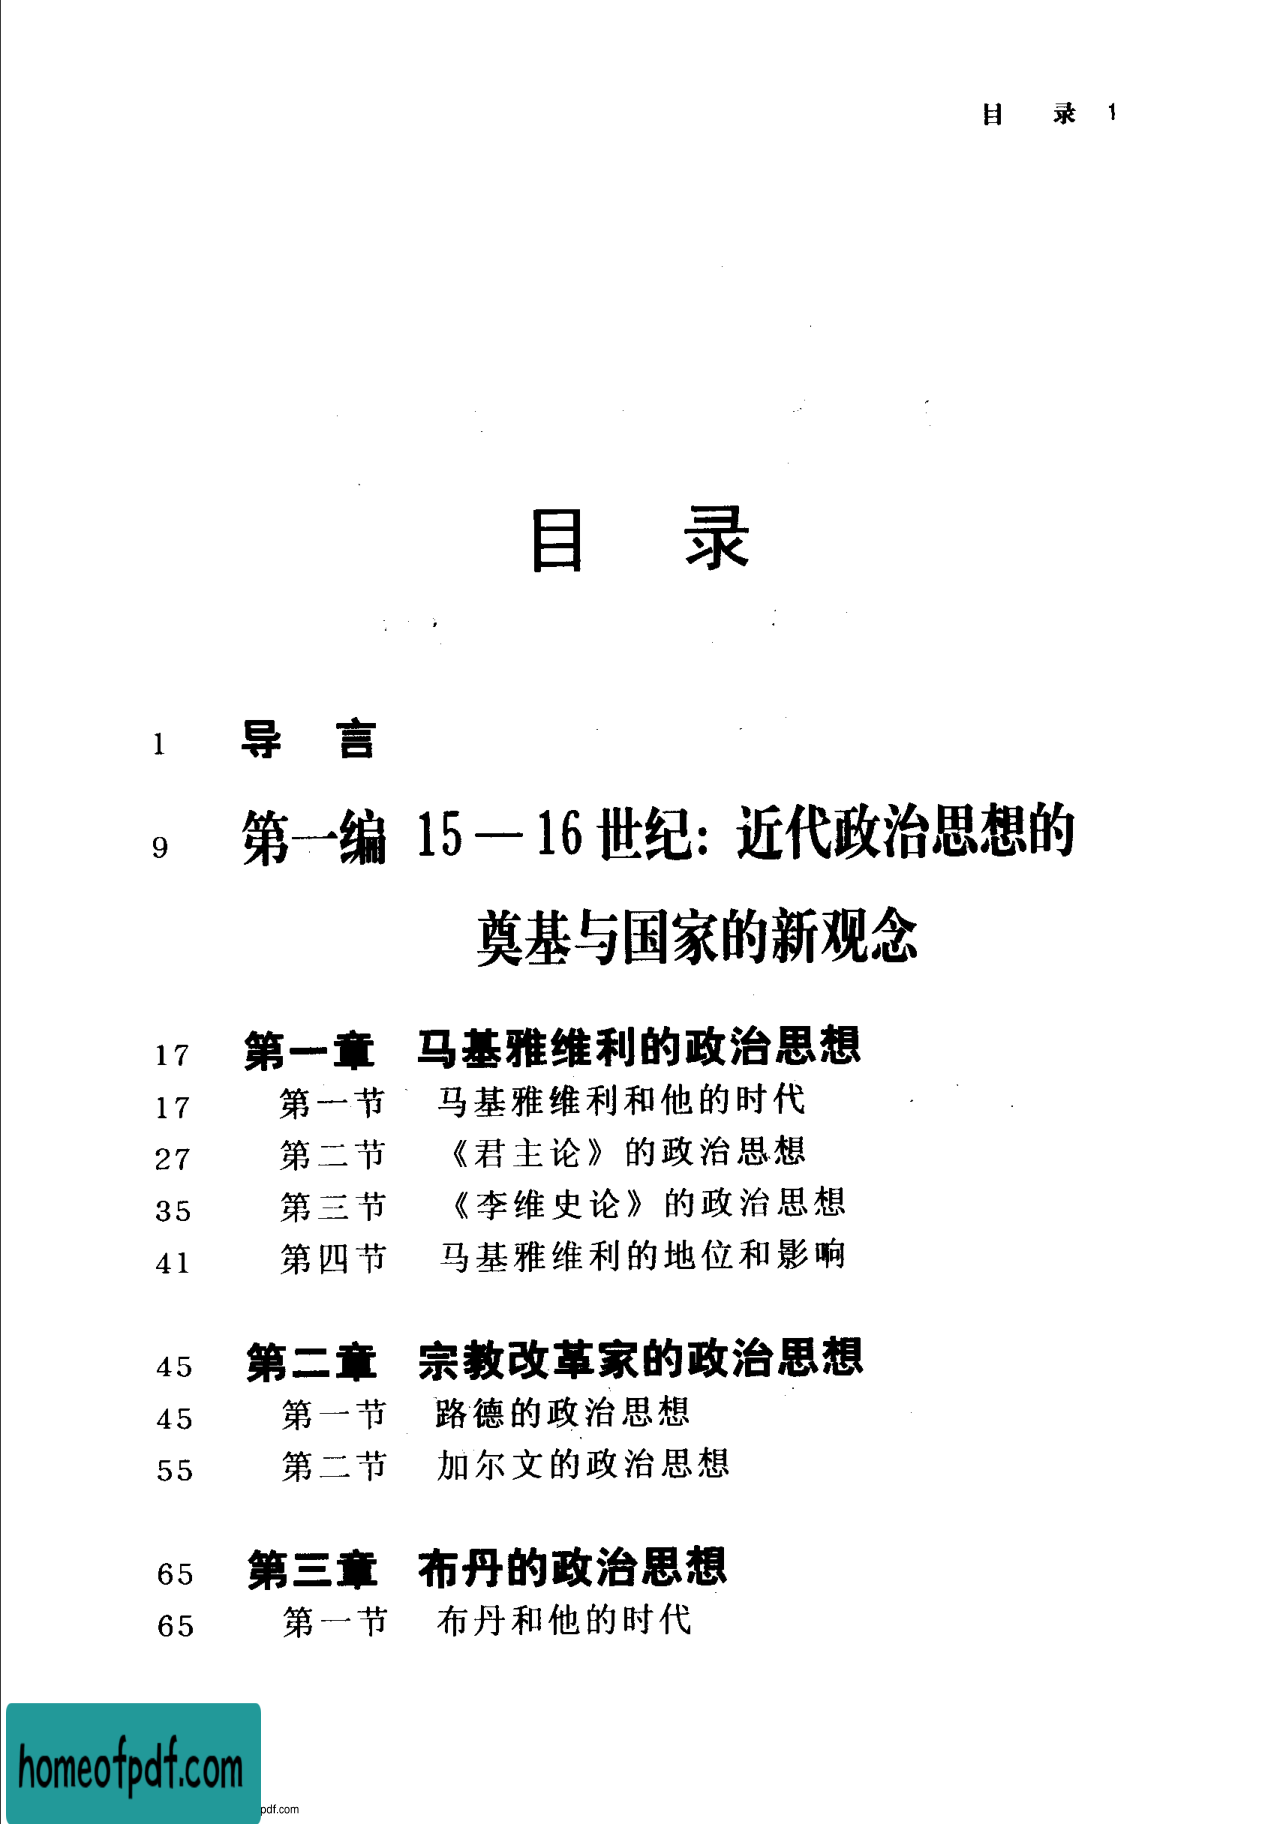 目 录 1
目 录
1 导 言
9 第一编 15—16世纪：近代政治思想的
奠基与国家的新观念
17 第一章 马基雅维利的政治思想
17 第一节 马基雅维利和他的时代
27 第二节 《君主论》的政治思想
35 第三节 《李维史论》的政治思想
41 第四节 马基雅维利的地位和影响
45 第二章 宗教改革家的政治思想
45 第一节 路德的政治思想
55 第二节 加尔文的政治思想
65 第三章 布丹的政治思想
65 第一节 布丹和他的时代
homeofpdf.com
pdf.com